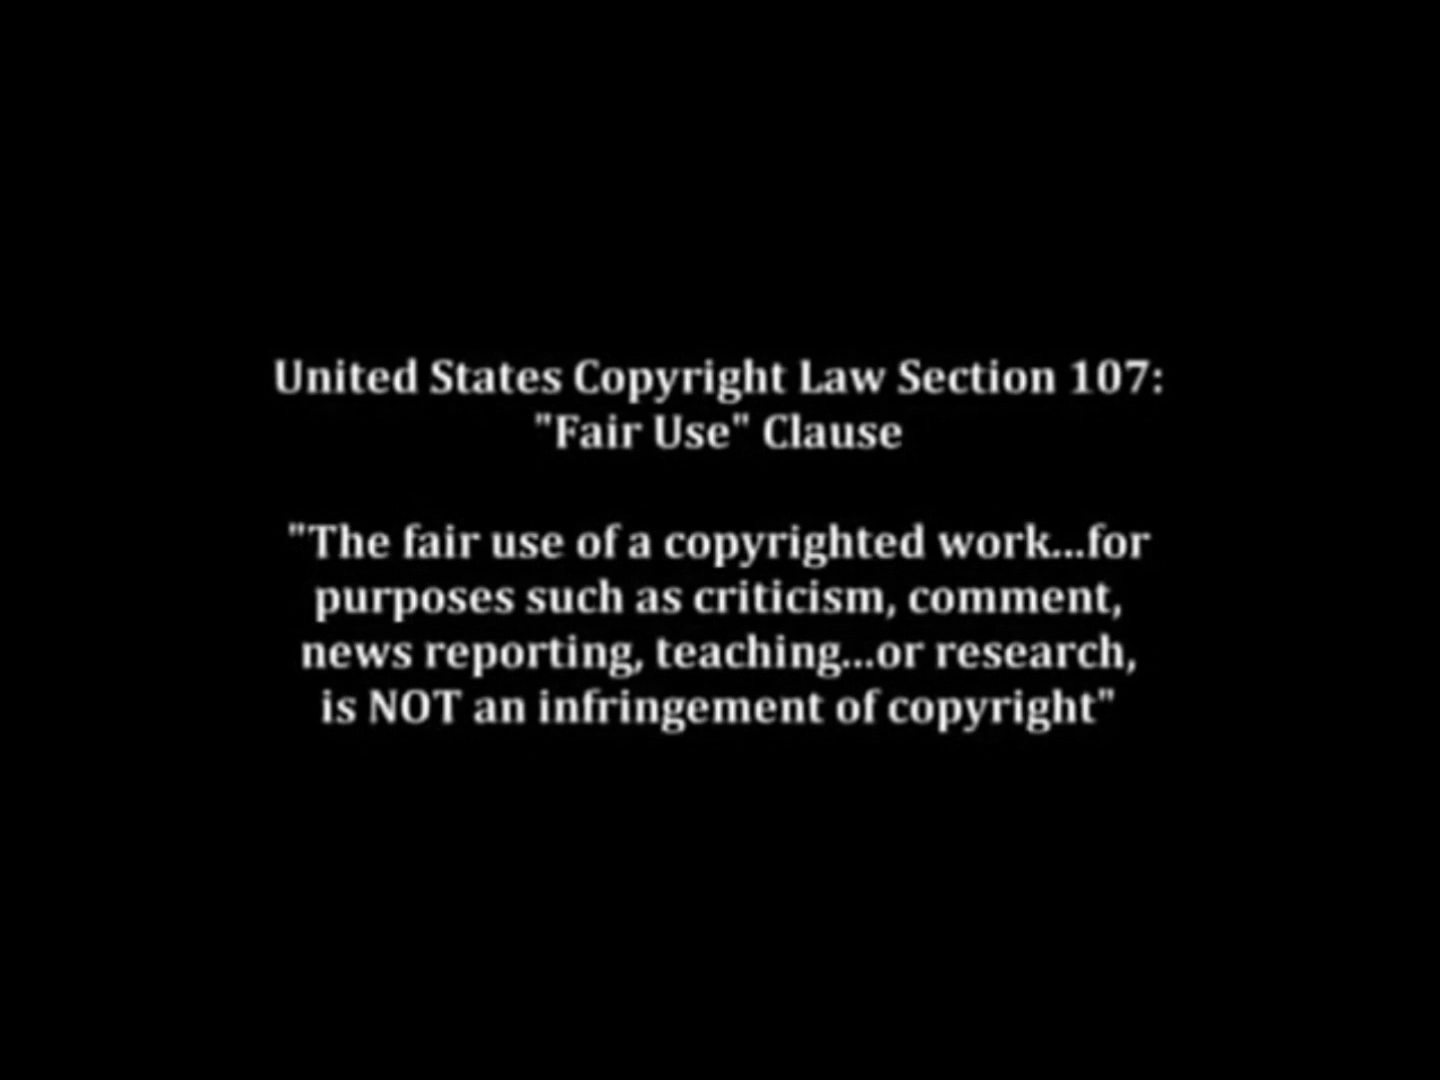 United States Copyright Law Section 107:
"Fair Use" Clause
"The fair use of a copyrighted work...for
purposes such as criticism, comment,
news reporting, teaching...or research,
is NOT an infringement of copyright"